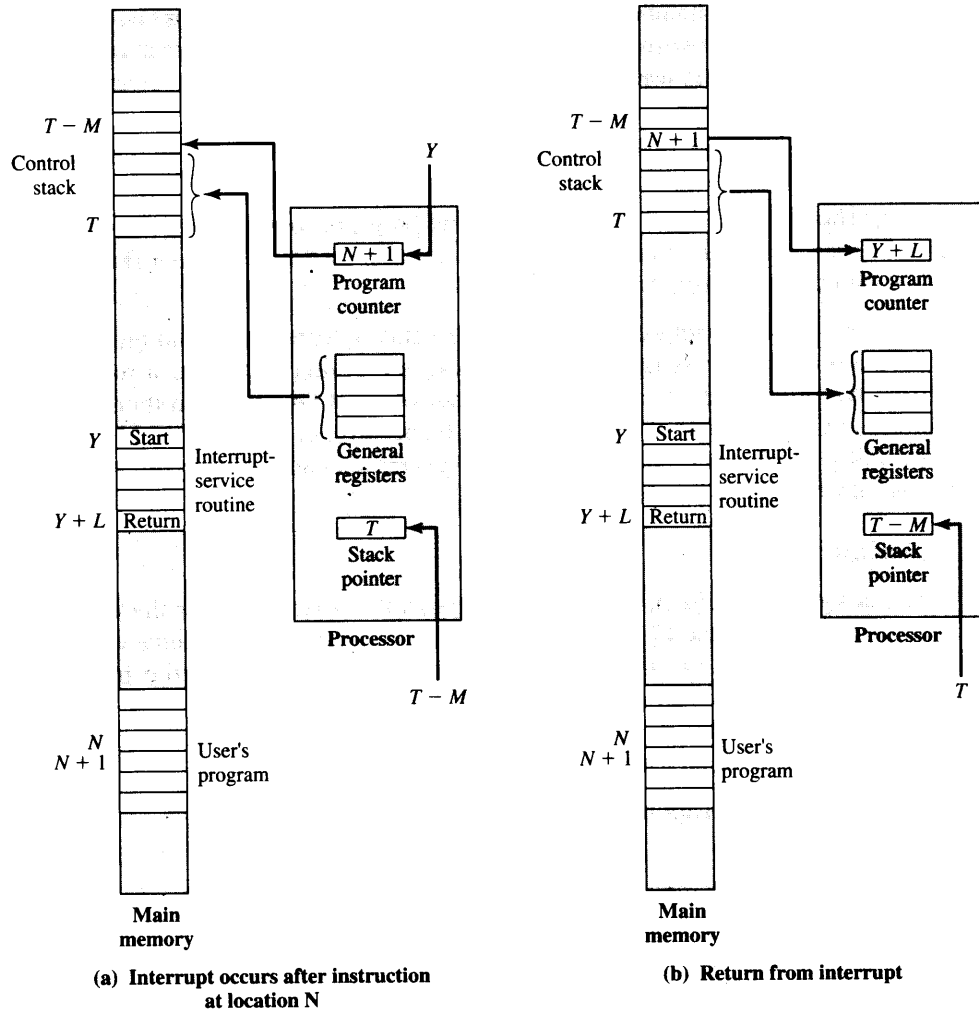 T − M
Control
stack
T
Y
N + 1
Program
counter
General
registers
Y
Start
Interrupt-
service
routine
Y + L
Return
T
Stack
pointer
Processor
T − M
N
N + 1
User's
program
Main
memory
(a) Interrupt occurs after instruction
at location N
T − M
N + 1
Control
stack
T
Y + L
Program
counter
General
registers
Y
Start
Interrupt-
service
routine
Y + L
Return
T − M
Stack
pointer
Processor
T
N
N + 1
User's
program
Main
memory
(b) Return from interrupt